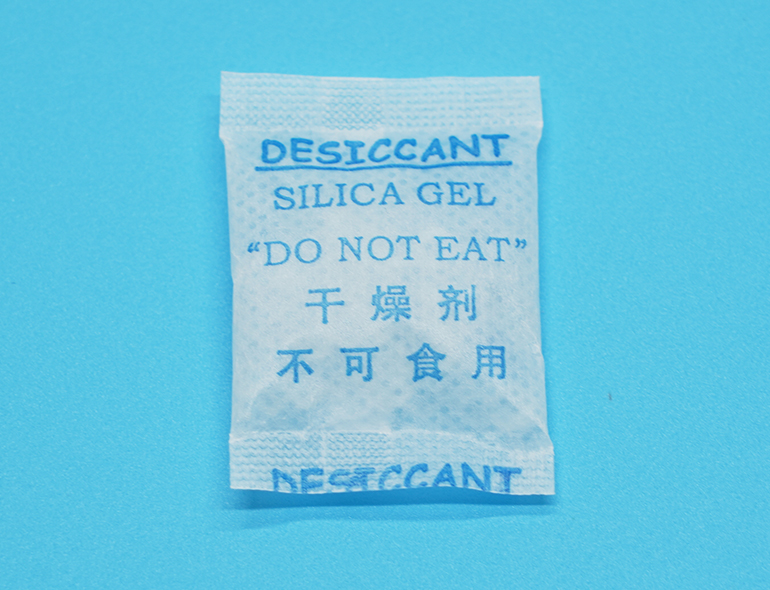 DESICCANT
SILICA GEL
“DO NOT EAT”
干燥剂
不可食用
DESICCANT